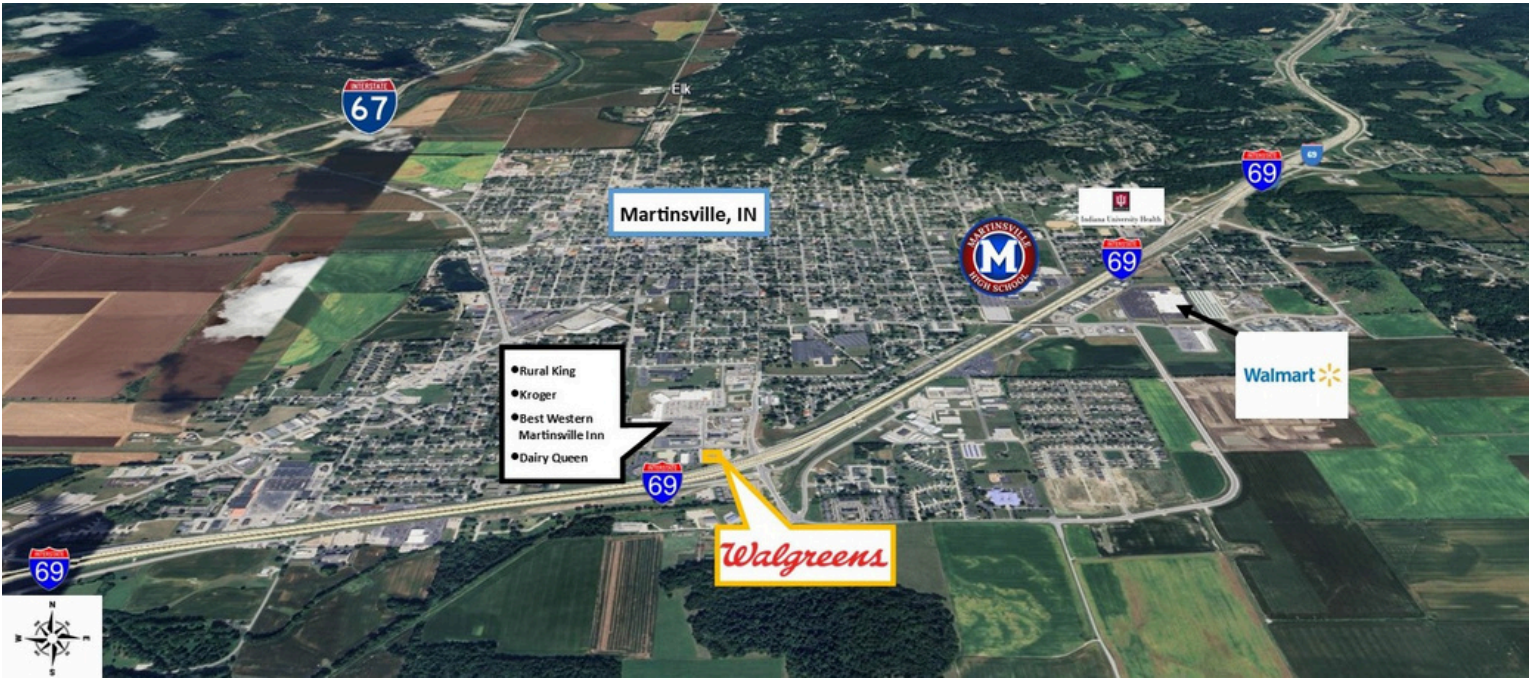 Elk
INTERSTATE
67
Martinsville, IN
INTERSTATE
69
69
Indiana University Health
MARTINSVILLE
M
HIGH SCHOOL
INTERSTATE
69
Walmart
●Rural King
●Kroger
●Best Western
Martinsville Inn
●Dairy Queen
INTERSTATE
69
Walgreens
INTERSTATE
69
N
W
E
S